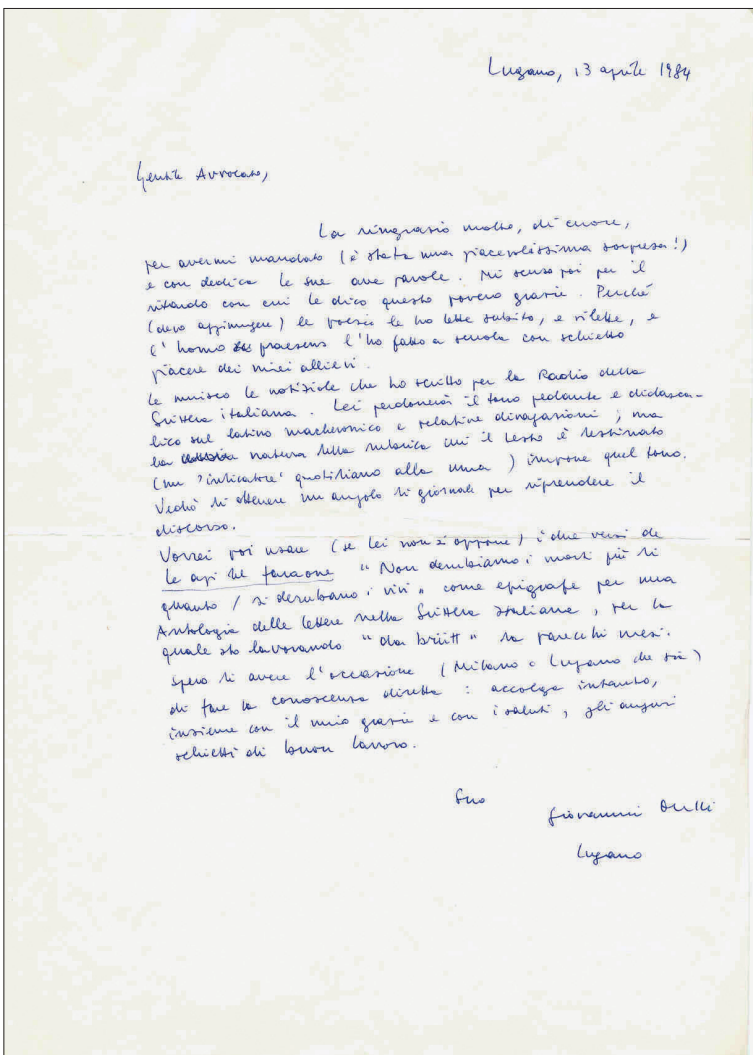 Lugano, 13 aprile 1984
Gentile Avvocato,
La ringrazio molto, di cuore,
per avermi mandato (è stata una piacevolissima sorpresa!)
e con dedica le sue ave parole. Mi scuso poi per il
ritardo con cui le dico questo povero grazie. Perché
(devo aggiungere) le poesie le ho lette subito, e rilette, e
l'homo praesens l'ho fatto a scuola con schietto
piacere dei miei allievi.
Le unisco le notiziole che ho scritto per la Radio della
Svizzera italiana. Lei perdonerà il tono pedante e didasca-
lico sul latino maccheronico e relative divagazioni; ma
la natura della rubrica cui il testo è destinato
(un 'indicatore' quotidiano alla una) impone quel tono.
Vedrò di ottenere un angolo di giornale per riprendere il
discorso.
Vorrei poi usare (se Lei non si oppone) i due versi de
Le api del faraone "Non derubiamo i morti più di
quanto / si derubano i vivi" come epigrafe per una
Antologia delle lettere nella Svizzera Italiana, per la
quale sto lavorando "da briitt" da parecchi mesi.
Spero di avere l'occasione (Milano o Lugano che sia)
di fare la conoscenza diretta: accolga intanto,
insieme con il mio grazie e con i saluti, gli auguri
schietti di buon lavoro.
Suo
Giovanni Orelli
Lugano